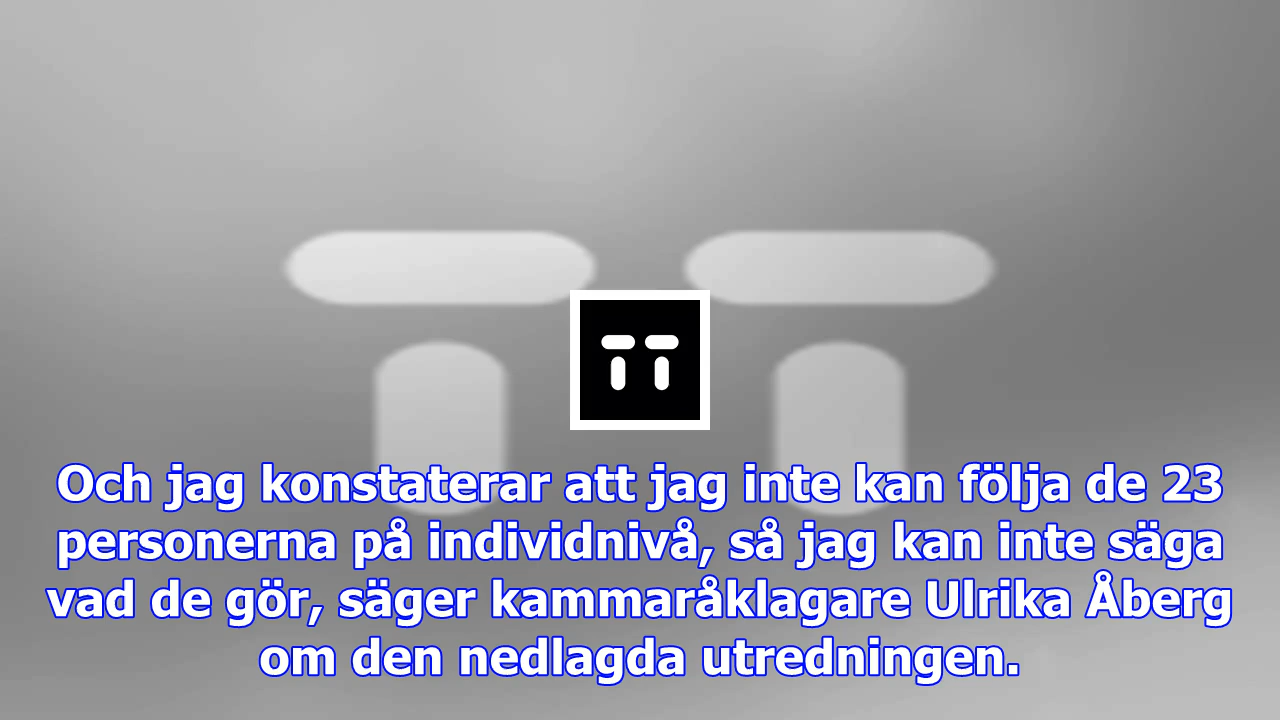 TT
Och jag konstaterar att jag inte kan följa de 23
personerna på individnivå, så jag kan inte säga
vad de gör, säger kammaråklagare Ulrika Åberg
om den nedlagda utredningen.